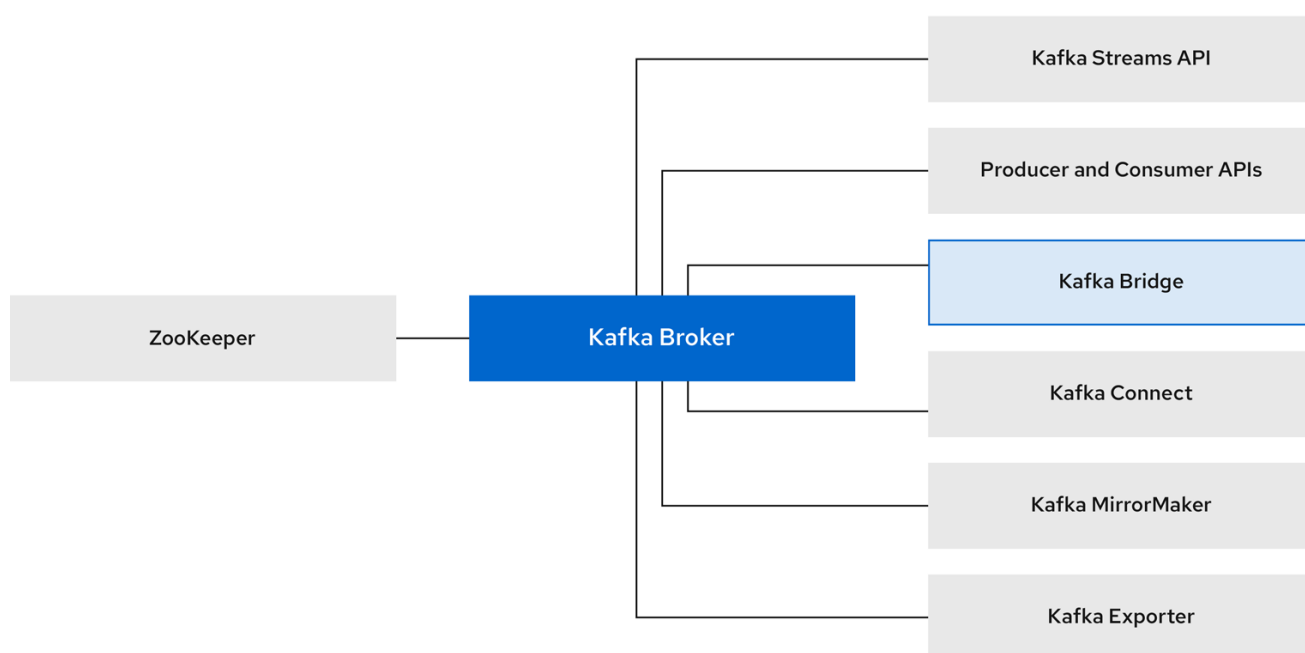 Kafka Streams API
Producer and Consumer APIs
Kafka Bridge
ZooKeeper
Kafka Broker
Kafka Connect
Kafka MirrorMaker
Kafka Exporter